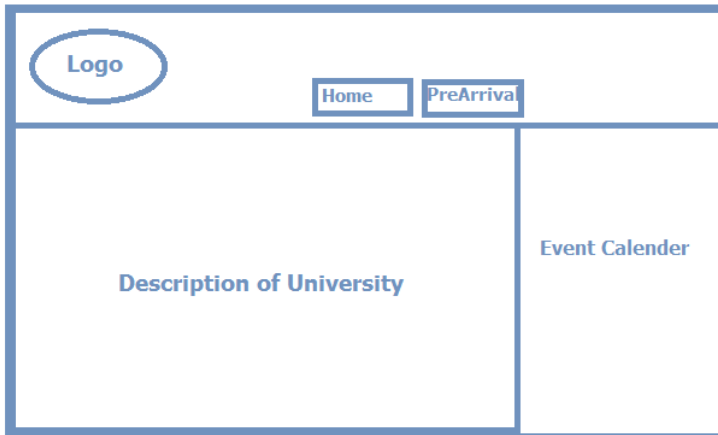 Logo
Home
PreArrival
Event Calender
Description of University